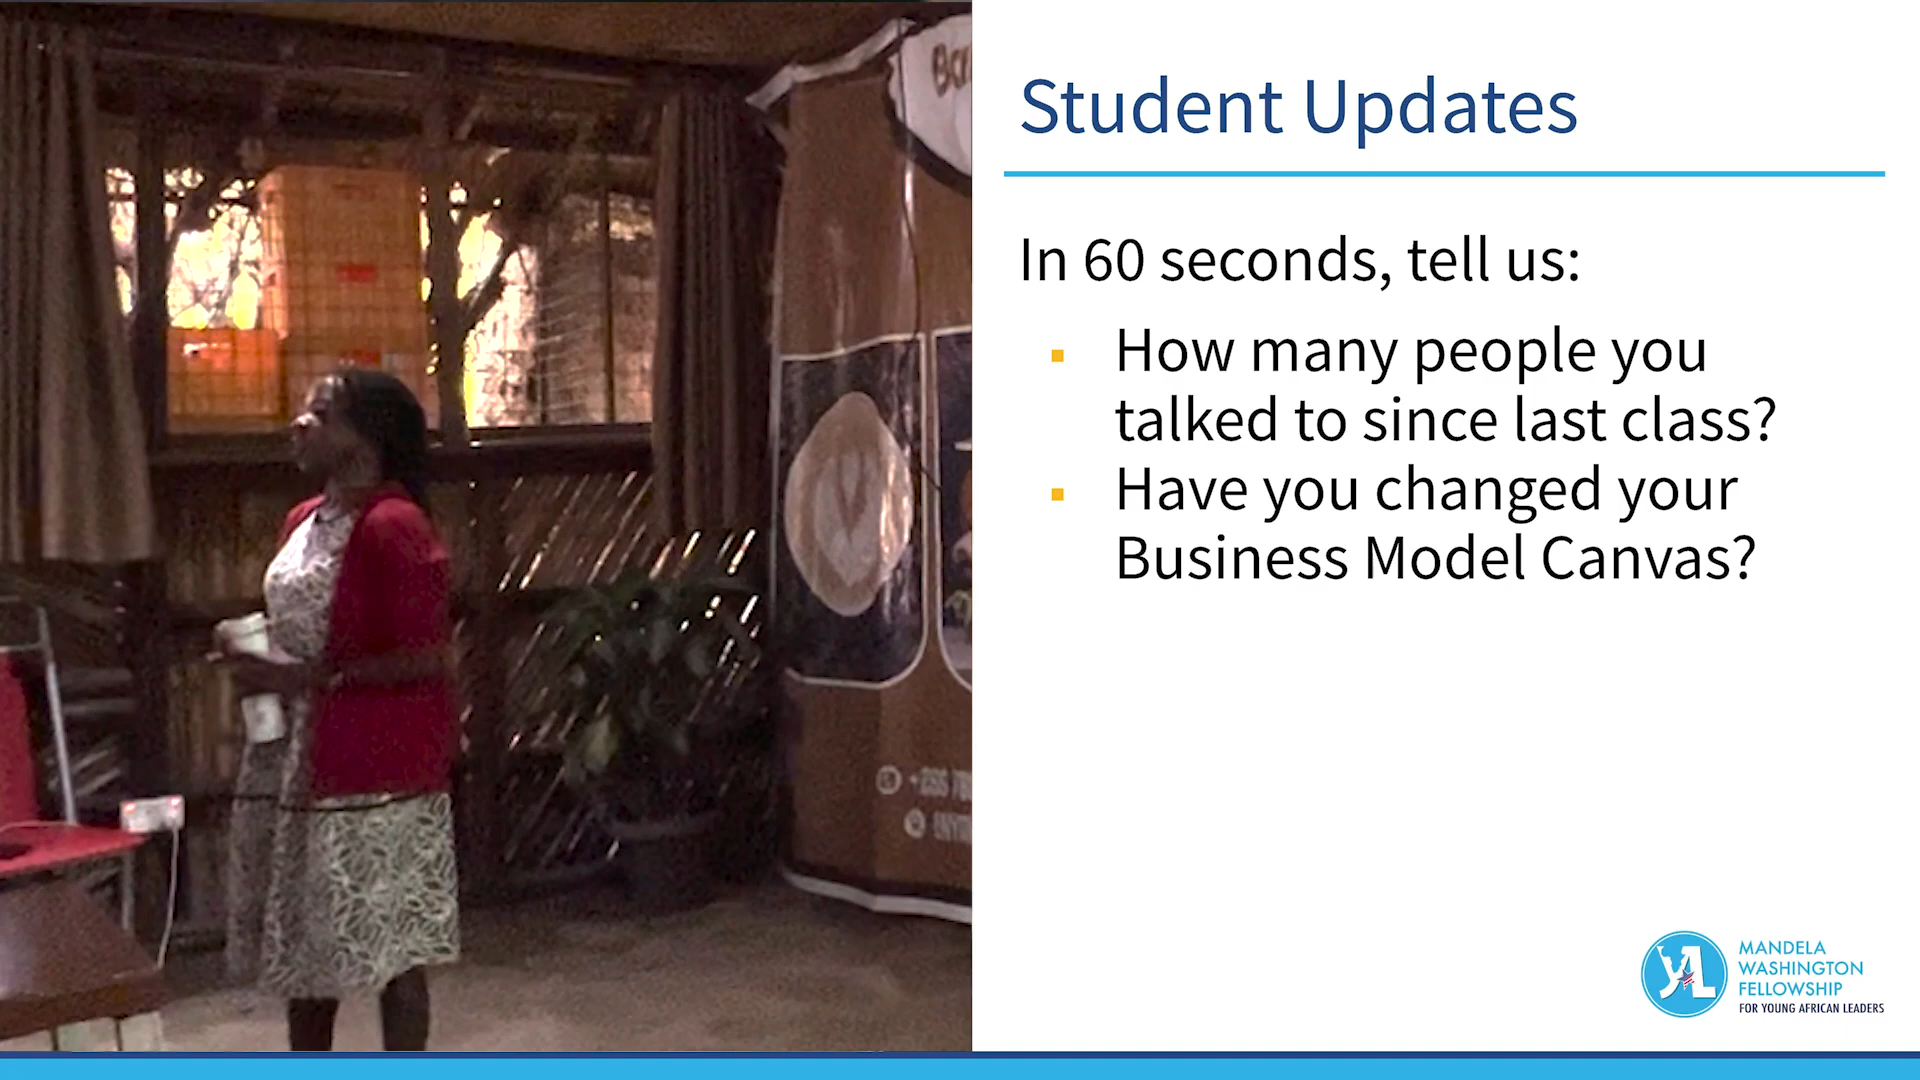 Student Updates
In 60 seconds, tell us:
▪ How many people you
talked to since last class?
▪ Have you changed your
Business Model Canvas?
MANDELA
WASHINGTON
FELLOWSHIP
FOR YOUNG AFRICAN LEADERS